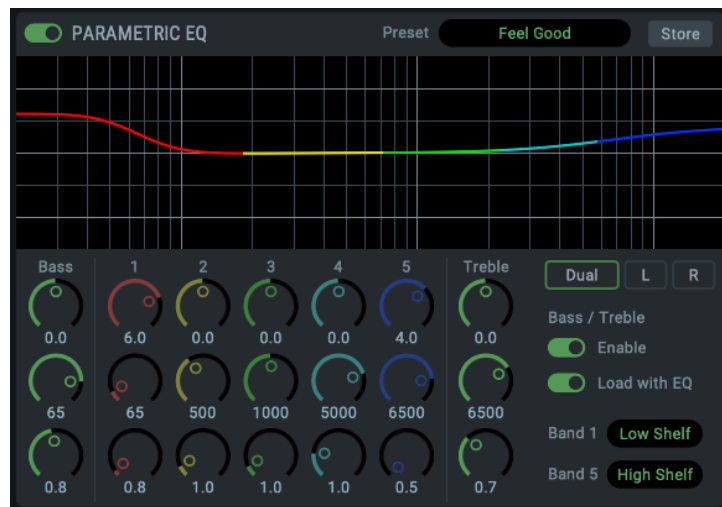 PARAMETRIC EQ Preset Feel Good Store
Bass 1 2 3 4 5 Treble
Dual L R
0.0 6.0 0.0 0.0 0.0 4.0 0.0
Bass / Treble
Enable
Load with EQ
65 65 500 1000 5000 6500 6500
Band 1 Low Shelf
Band 5 High Shelf
0.8 0.8 1.0 1.0 1.0 0.5 0.7